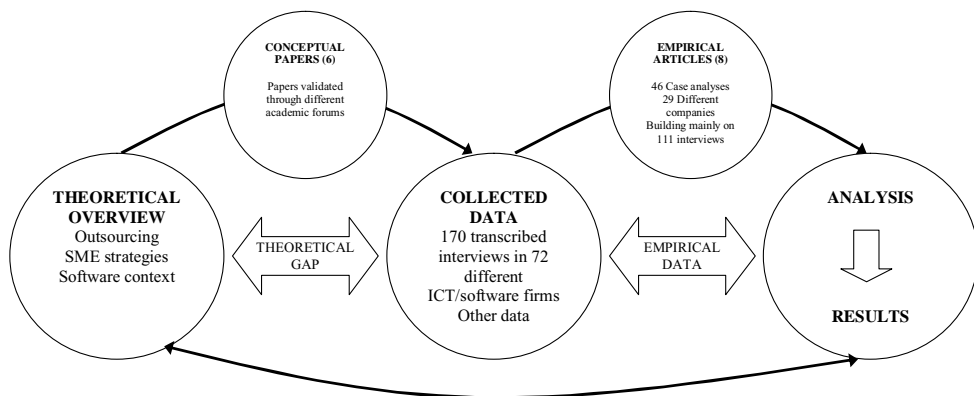 CONCEPTUAL
PAPERS (6)
Papers validated
through different
academic forums
EMPIRICAL
ARTICLES (8)
46 Case analyses
29 Different
companies
Building mainly on
111 interviews
THEORETICAL
OVERVIEW
Outsourcing
SME strategies
Software context
THEORETICAL
GAP
COLLECTED
DATA
170 transcribed
interviews in 72
different
ICT/software firms
Other data
EMPIRICAL
DATA
ANALYSIS
RESULTS